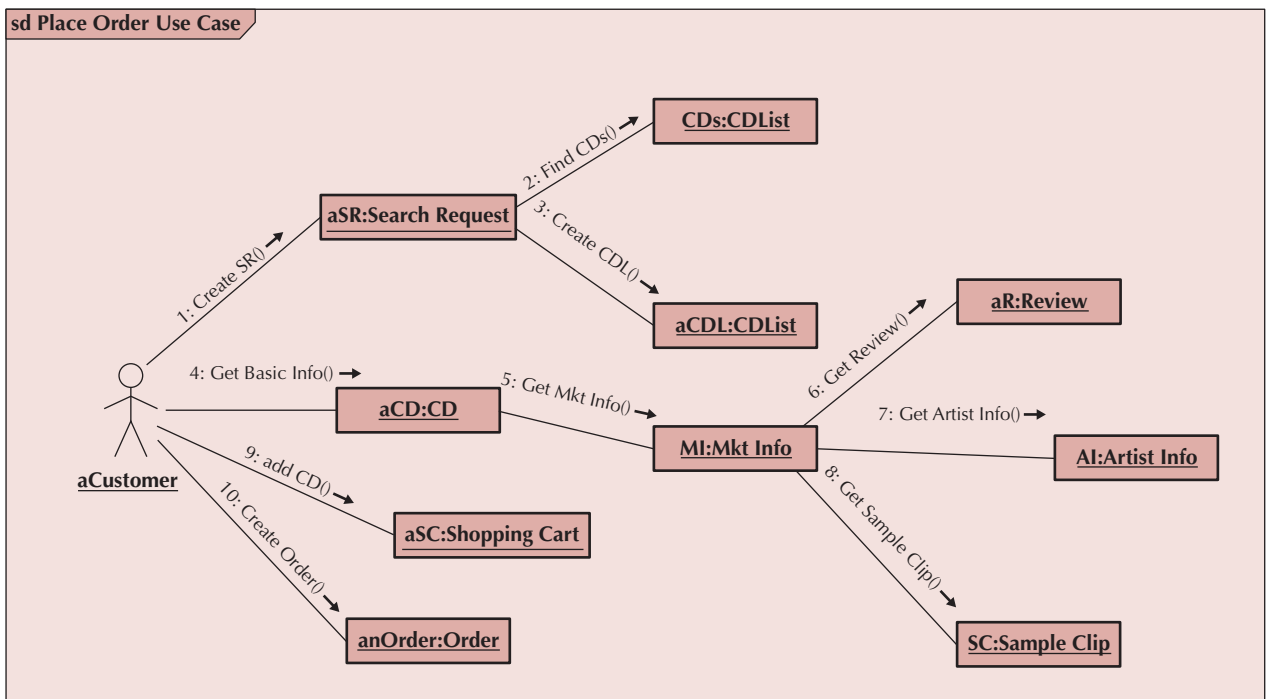 sd Place Order Use Case
CDs:CDList
2: Find CDs()
aSR:Search Request
3: Create CDL()
1: Create SR()
aCDL:CDList
aR:Review
6: Get Review()
4: Get Basic Info()
5: Get Mkt Info()
aCD:CD
7: Get Artist Info()
MI:Mkt Info
AI:Artist Info
aCustomer
9: add CD()
8: Get Sample Clip()
10: Create Order()
aSC:Shopping Cart
anOrder:Order
SC:Sample Clip